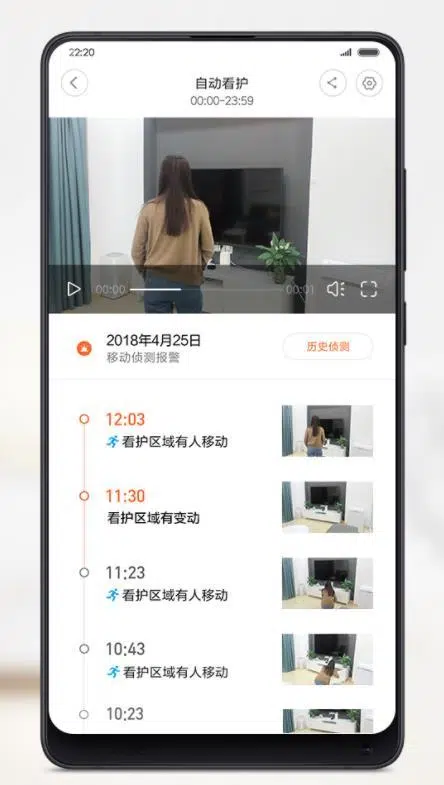 22:20
自动看护
00:00-23:59
00:00
00:01
2018年4月25日
移动侦测报警
历史侦测
12:03
看护区域有人移动
11:30
看护区域有变动
11:23
看护区域有人移动
10:43
看护区域有人移动
10:23